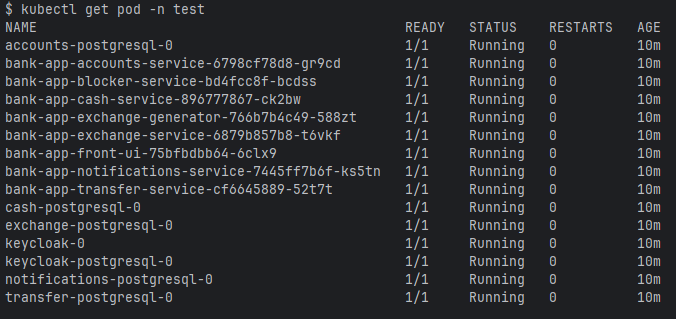 $ kubectl get pod -n test
NAME READY STATUS RESTARTS AGE
accounts-postgresql-0 1/1 Running 0 10m
bank-app-accounts-service-6798cf78d8-gr9cd 1/1 Running 0 10m
bank-app-blocker-service-bd4fcc8f-bcdss 1/1 Running 0 10m
bank-app-cash-service-896777867-ck2bw 1/1 Running 0 10m
bank-app-exchange-generator-766b7b4c49-588zt 1/1 Running 0 10m
bank-app-exchange-service-6879b857b8-t6vkf 1/1 Running 0 10m
bank-app-front-ui-75bfbdbb64-6clx9 1/1 Running 0 10m
bank-app-notifications-service-7445ff7b6f-ks5tn 1/1 Running 0 10m
bank-app-transfer-service-cf6645889-52t7t 1/1 Running 0 10m
cash-postgresql-0 1/1 Running 0 10m
exchange-postgresql-0 1/1 Running 0 10m
keycloak-0 1/1 Running 0 10m
keycloak-postgresql-0 1/1 Running 0 10m
notifications-postgresql-0 1/1 Running 0 10m
transfer-postgresql-0 1/1 Running 0 10m